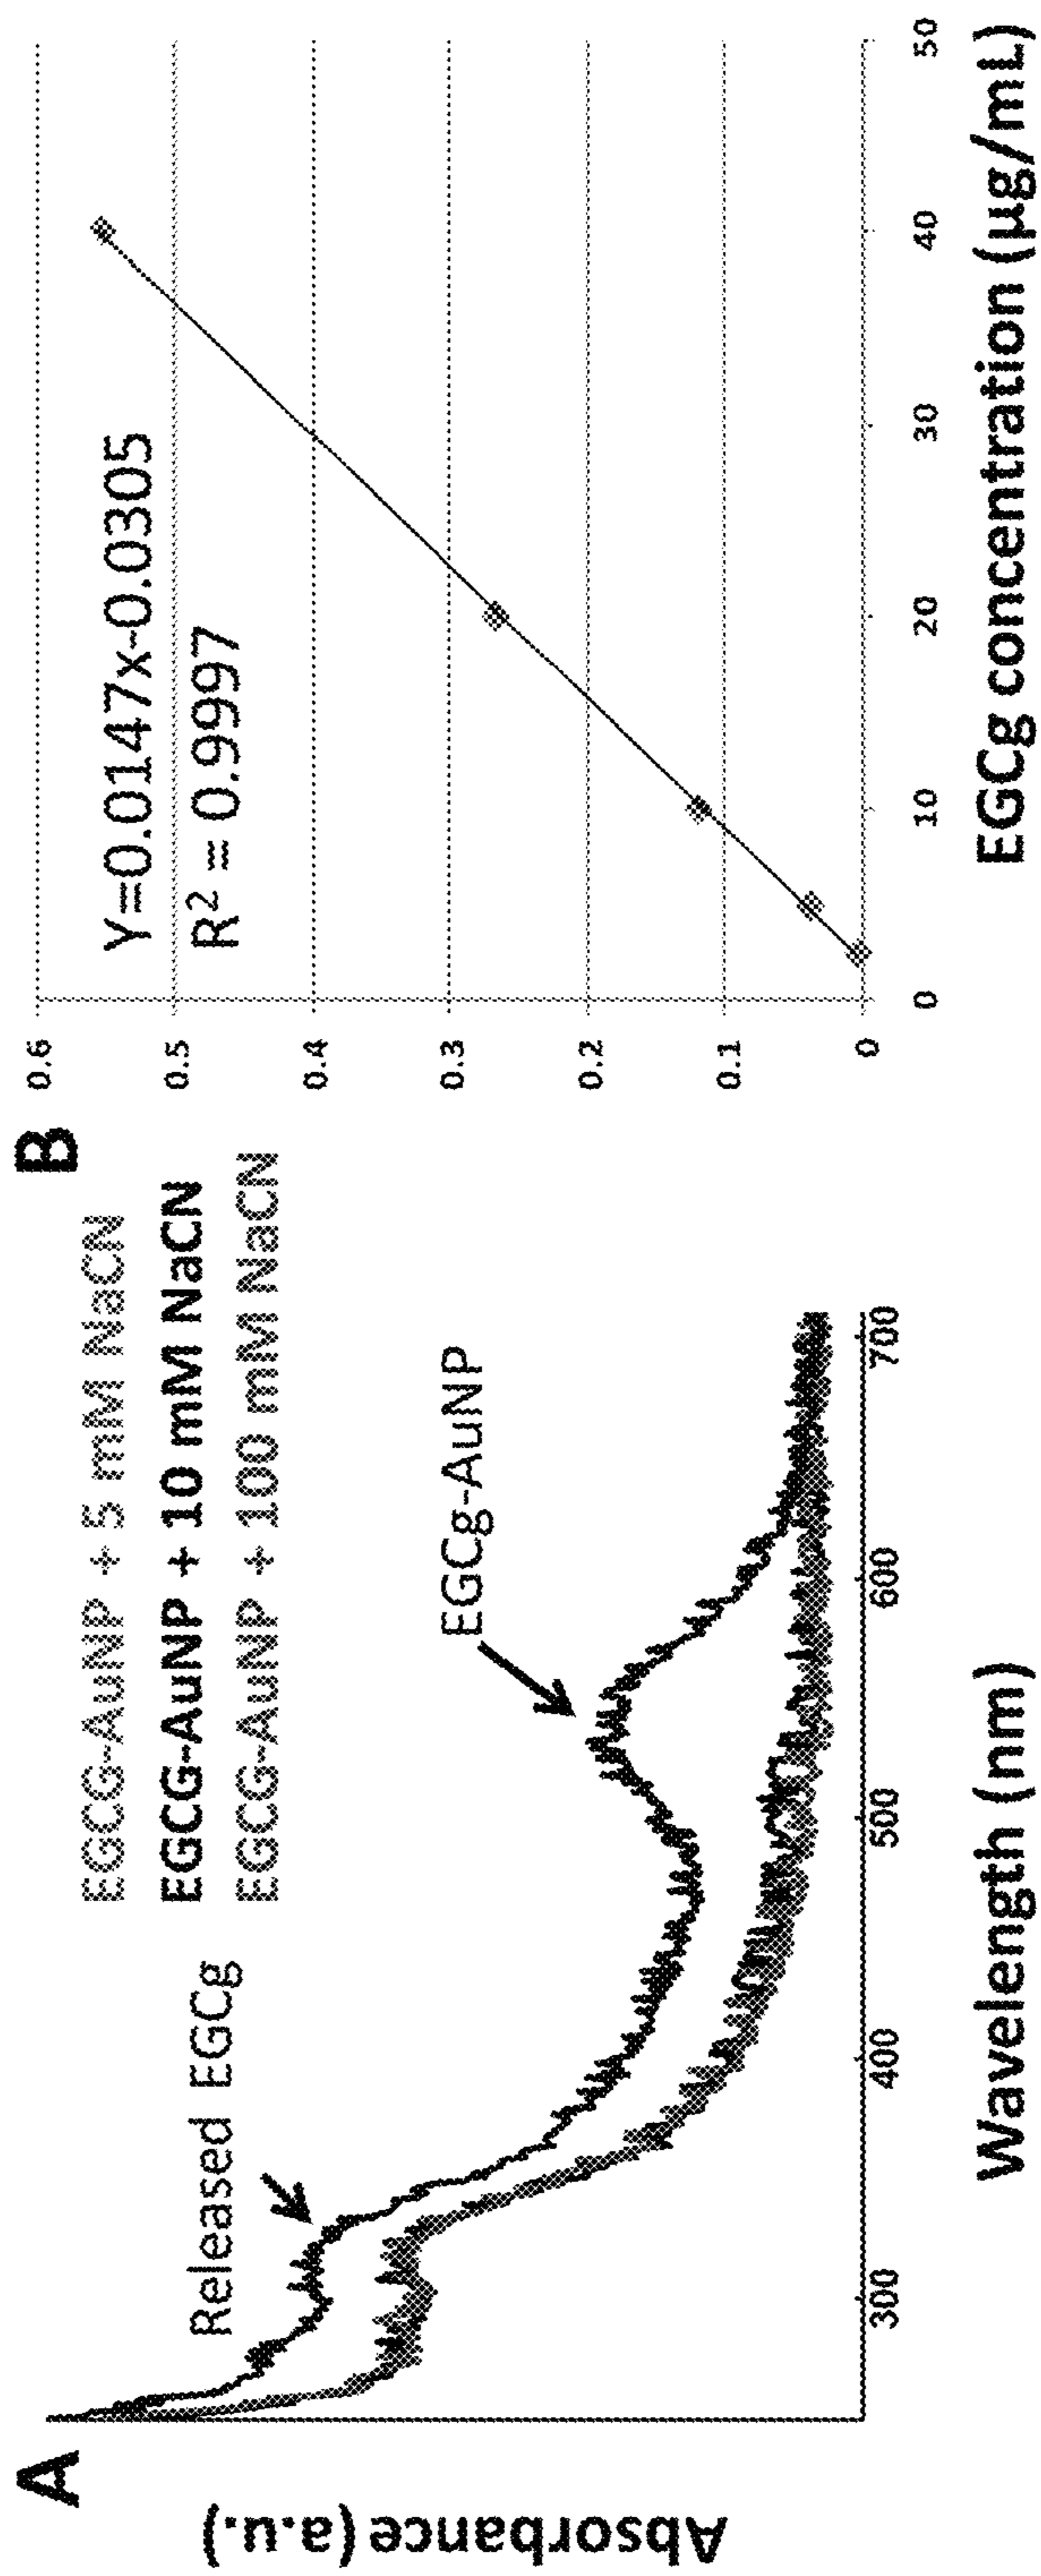 A
Absorbance (a.u.)
Released EGCg
EGCG-AuNP + 5 mM NaCN
EGCG-AuNP + 10 mM NaCN
EGCG-AuNP + 100 mM NaCN
EGCg-AuNP
300
400
500
600
700
Wavelength (nm)
B
0.6
0.5
0.4
0.3
0.2
0.1
0
Y=0.0147x-0.0305
R² = 0.9997
0
10
20
30
40
50
EGCg concentration (µg/mL)